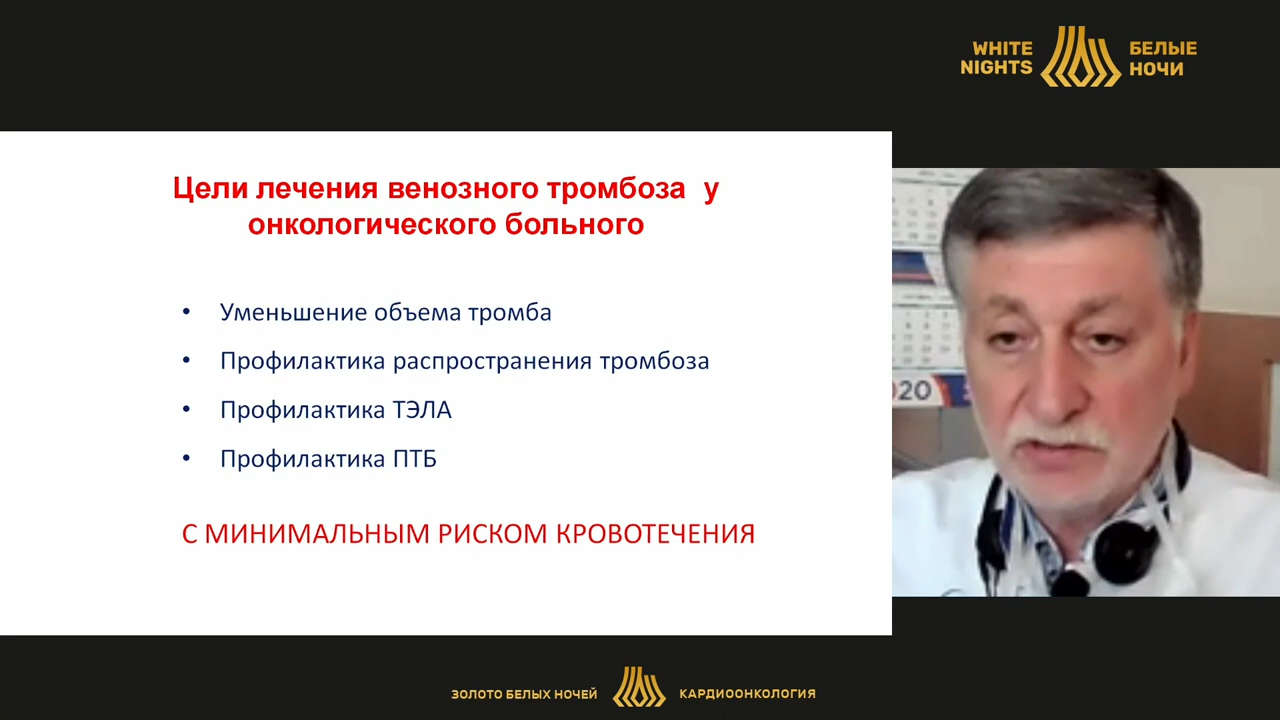 WHITE
NIGHTS
БЕЛЫЕ
НОЧИ
Цели лечения венозного тромбоза у
онкологического больного
• Уменьшение объема тромба
• Профилактика распространения тромбоза
• Профилактика ТЭЛА
• Профилактика ПТБ
С МИНИМАЛЬНЫМ РИСКОМ КРОВОТЕЧЕНИЯ
ЗОЛОТО БЕЛЫХ НОЧЕЙ
КАРДИООНКОЛОГИЯ